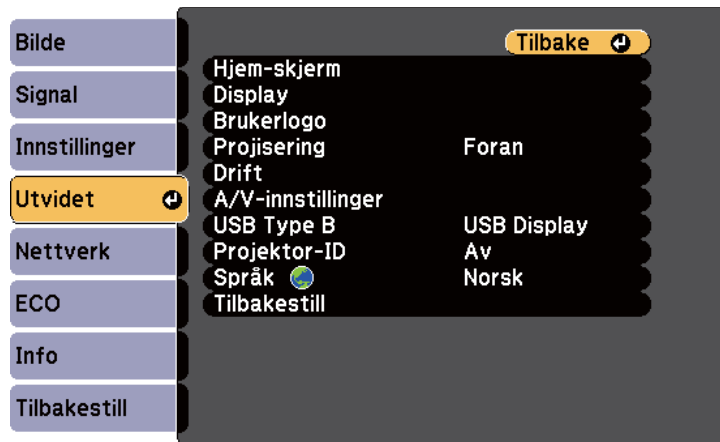 Bilde
Signal
Innstillinger
Utvidet
Nettverk
ECO
Info
Tilbakestill
Tilbake
Hjem-skjerm
Display
Brukerlogo
Projisering Foran
Drift
A/V-innstillinger
USB Type B USB Display
Projektor-ID Av
Språk Norsk
Tilbakestill